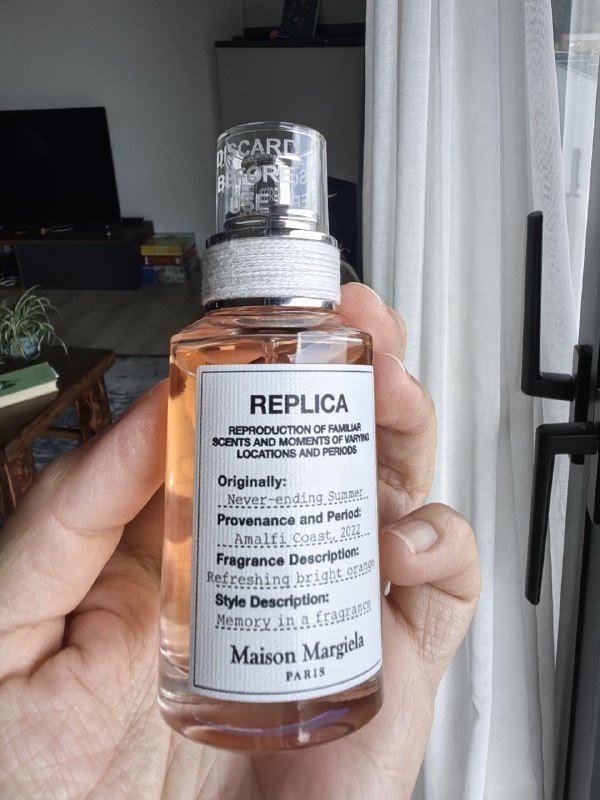 DISCARD
BEFORE
USE
REPLICA
REPRODUCTION OF FAMILIAR
SCENTS AND MOMENTS OF VARYING
LOCATIONS AND PERIODS
Originally:
Never-ending Summer
Provenance and Period:
Amalfi Coast, 2022
Fragrance Description:
Refreshing bright orange
Style Description:
Memory in a fragrance
Maison Margiela
PARIS